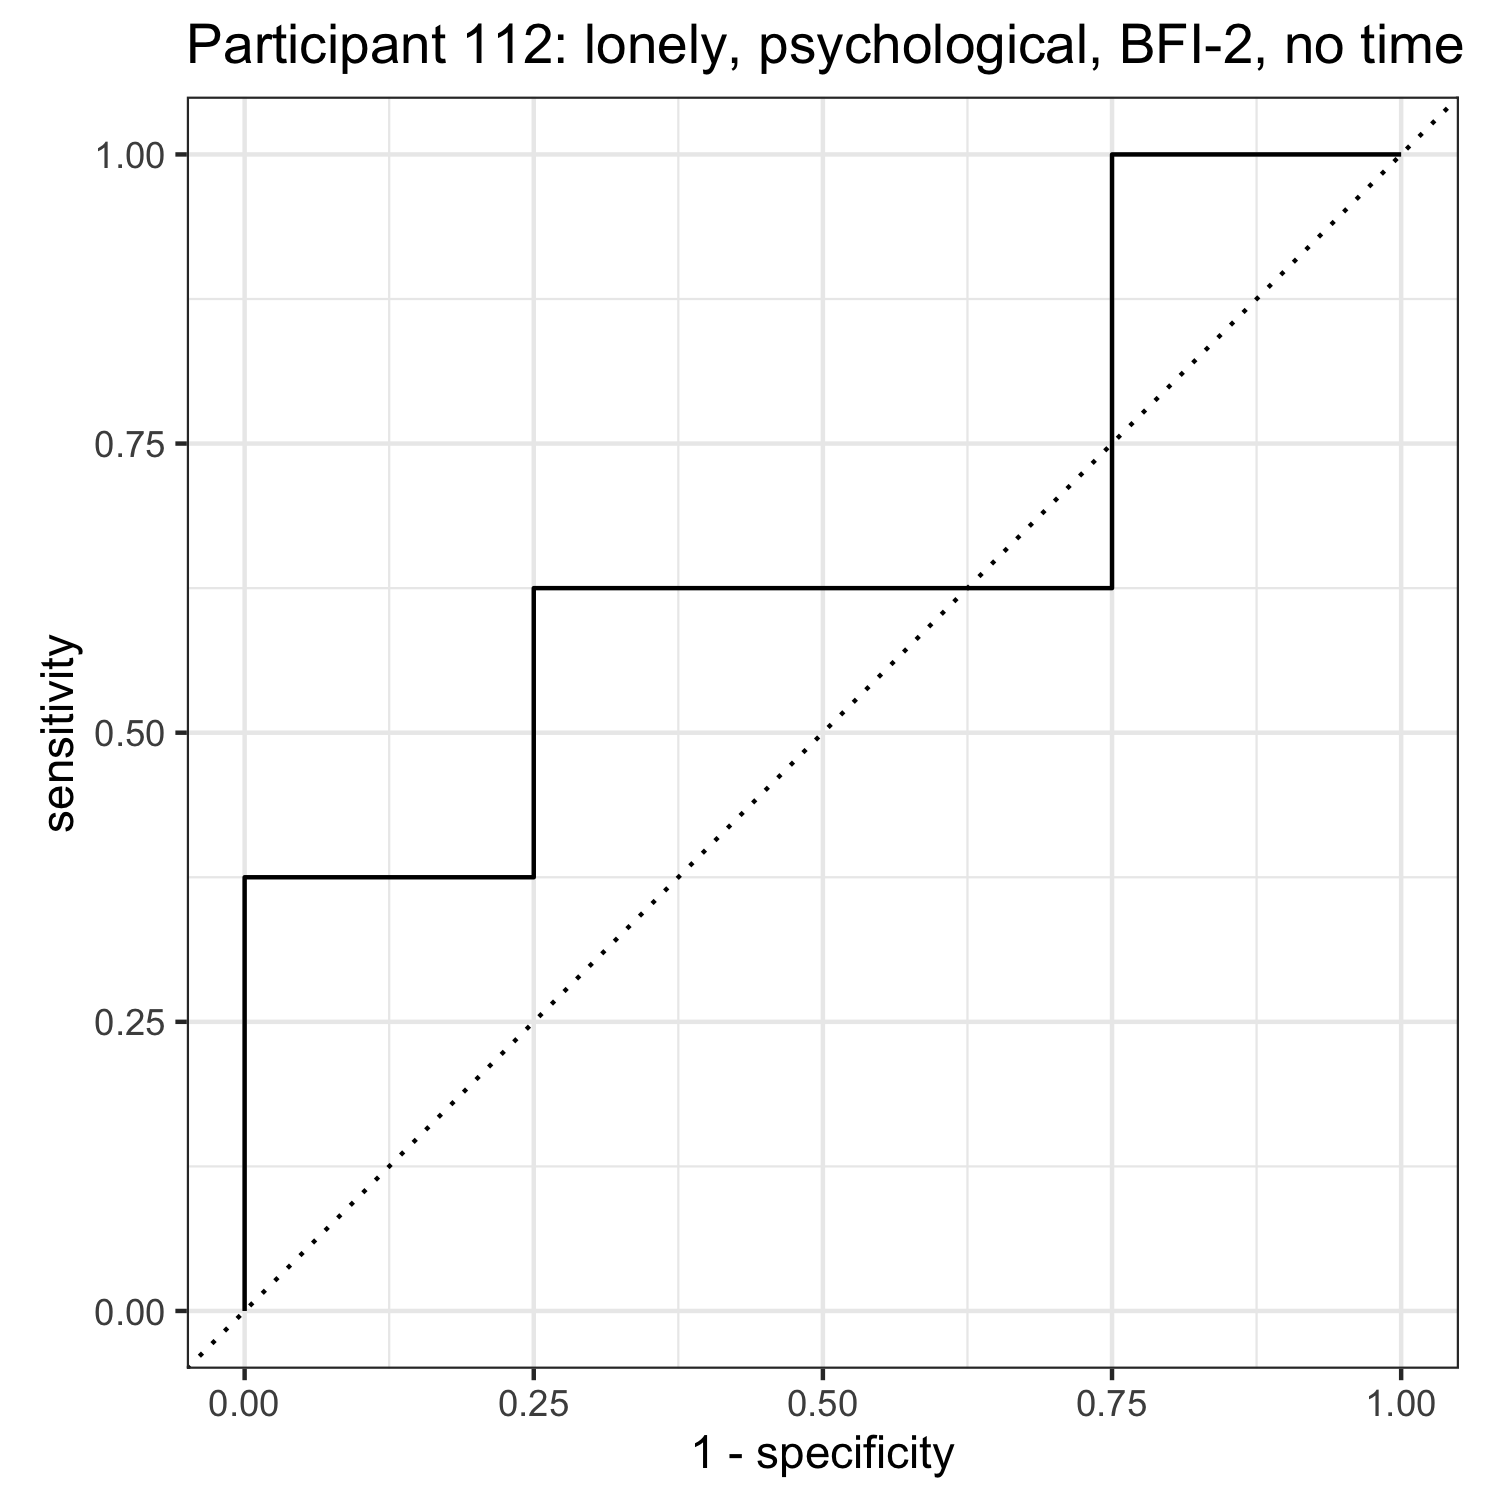 Participant 112: lonely, psychological, BFI-2, no time
1.00
0.75
0.50
0.25
0.00
sensitivity
0.00 0.25 0.50 0.75 1.00
1 - specificity